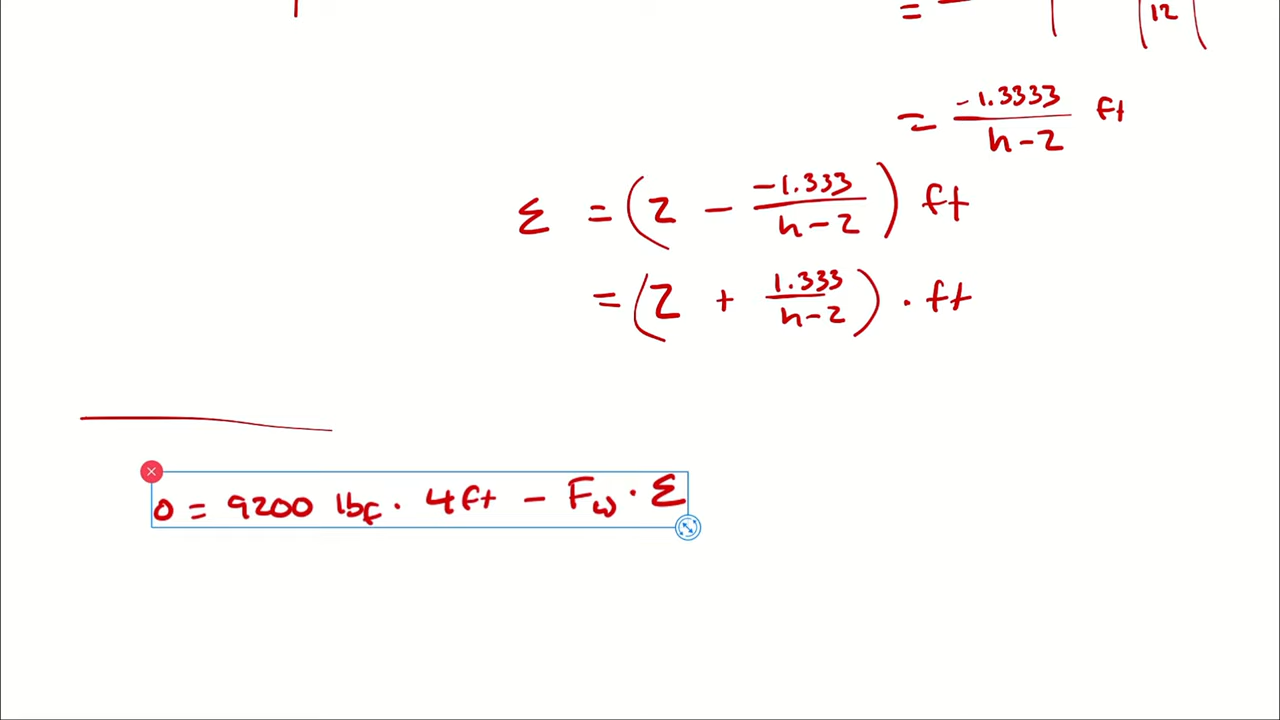 =
12
= -1.3333 / h-2 ft
Σ = (2 - -1.333 / h-2) ft
= (2 + 1.333 / h-2) · ft
0 = 9200 lbf · 4ft - Fw · Σ